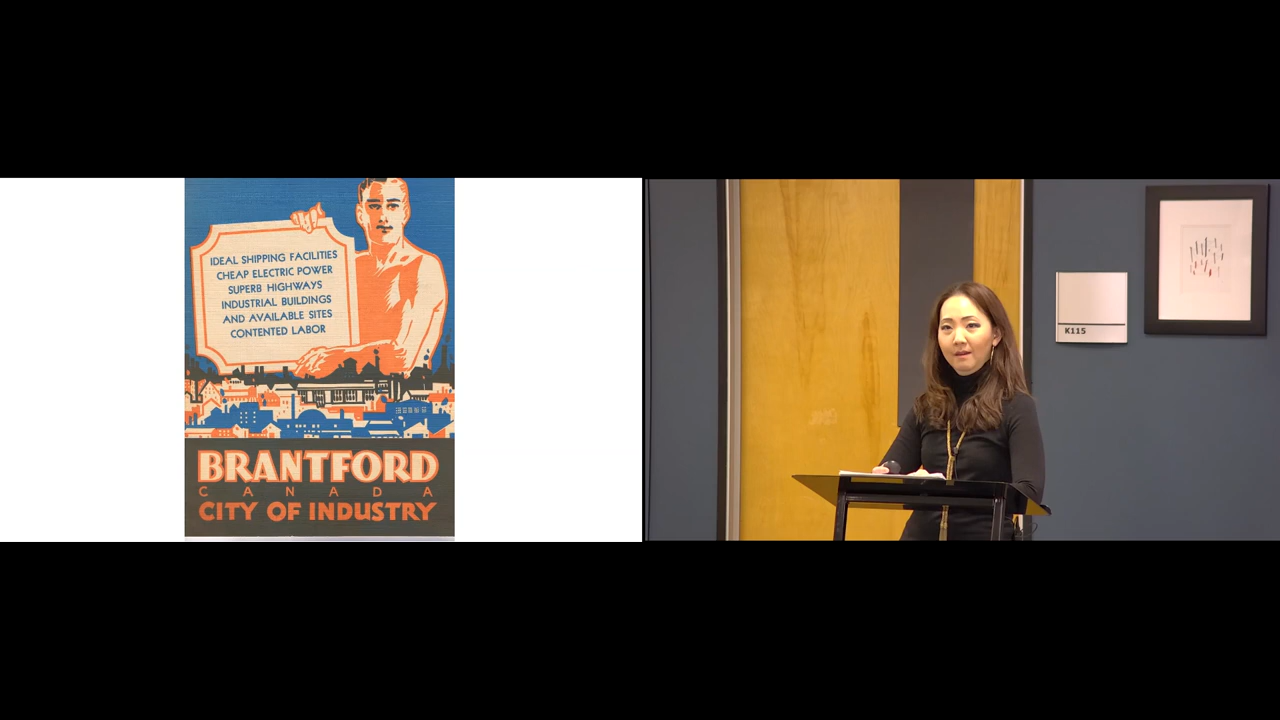 IDEAL SHIPPING FACILITIES
CHEAP ELECTRIC POWER
SUPERB HIGHWAYS
INDUSTRIAL BUILDINGS
AND AVAILABLE SITES
CONTENTED LABOR
BRANTFORD
CANADA
CITY OF INDUSTRY
K115